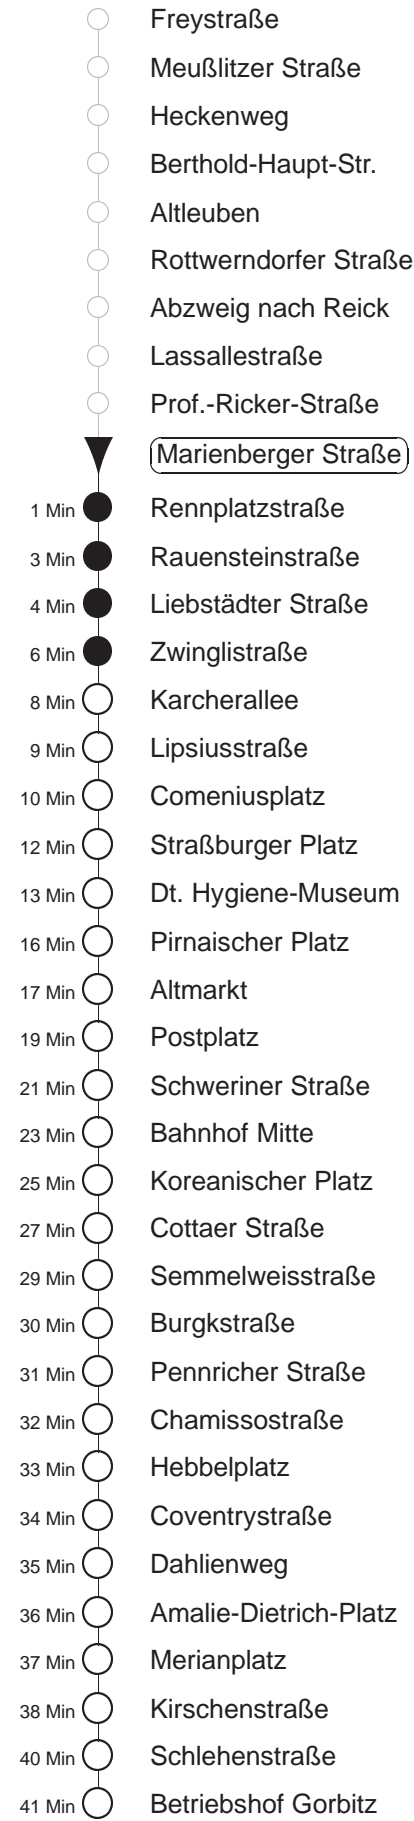 Freystraße
Meußlitzer Straße
Heckenweg
Berthold-Haupt-Str.
Altleuben
Rottwerndorfer Straße
Abzweig nach Reick
Lassallestraße
Prof.-Ricker-Straße
Marienberger Straße
1 Min Rennplatzstraße
3 Min Rauensteinstraße
4 Min Liebstädter Straße
6 Min Zwinglistraße
8 Min Karcherallee
9 Min Lipsiusstraße
10 Min Comeniusplatz
12 Min Straßburger Platz
13 Min Dt. Hygiene-Museum
16 Min Pirnaischer Platz
17 Min Altmarkt
19 Min Postplatz
21 Min Schweriner Straße
23 Min Bahnhof Mitte
25 Min Koreanischer Platz
27 Min Cottaer Straße
29 Min Semmelweisstraße
30 Min Burgkstraße
31 Min Pennricher Straße
32 Min Chamissostraße
33 Min Hebbelplatz
34 Min Coventrystraße
35 Min Dahlienweg
36 Min Amalie-Dietrich-Platz
37 Min Merianplatz
38 Min Kirschenstraße
40 Min Schlehenstraße
41 Min Betriebshof Gorbitz